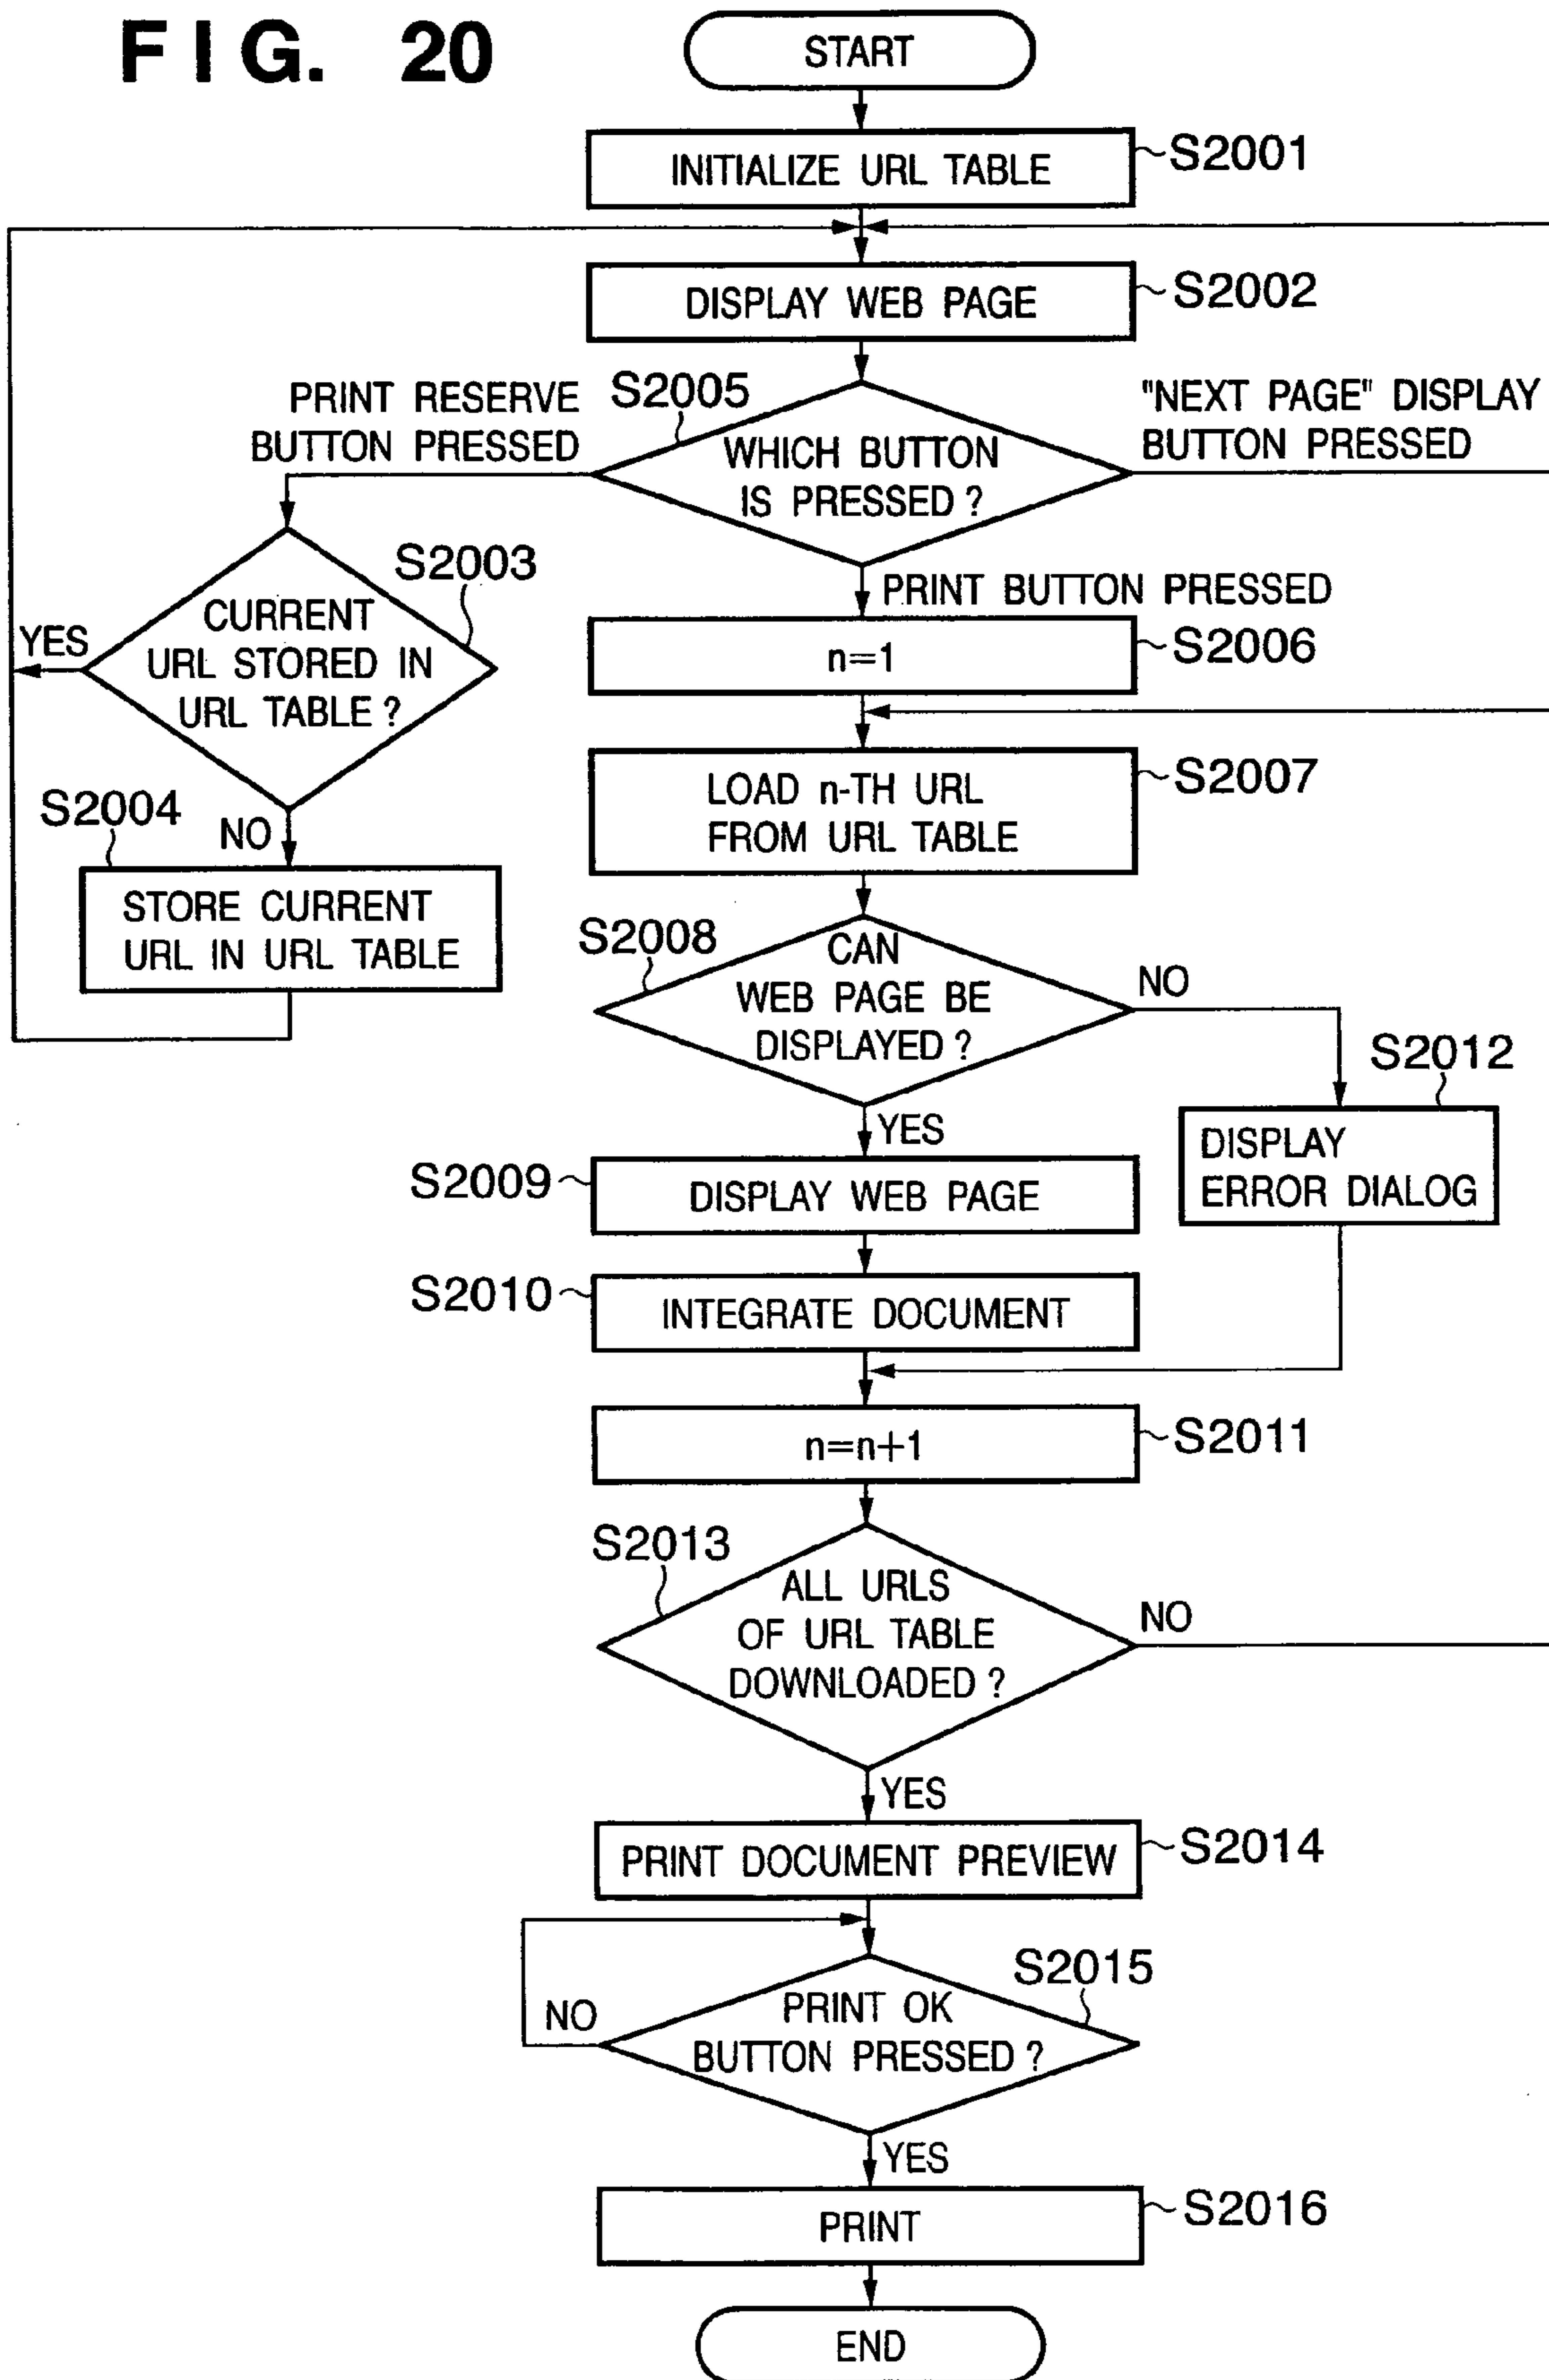 FIG. 20
START
INITIALIZE URL TABLE
S2001
DISPLAY WEB PAGE
S2002
PRINT RESERVE
BUTTON PRESSED
S2005
WHICH BUTTON
IS PRESSED ?
"NEXT PAGE" DISPLAY
BUTTON PRESSED
S2003
CURRENT
URL STORED IN
URL TABLE ?
YES
NO
S2004
STORE CURRENT
URL IN URL TABLE
PRINT BUTTON PRESSED
n=1
S2006
LOAD n-TH URL
FROM URL TABLE
S2007
S2008
CAN
WEB PAGE BE
DISPLAYED ?
NO
S2012
DISPLAY
ERROR DIALOG
YES
S2009
DISPLAY WEB PAGE
S2010
INTEGRATE DOCUMENT
n=n+1
S2011
S2013
ALL URLS
OF URL TABLE
DOWNLOADED ?
NO
YES
PRINT DOCUMENT PREVIEW
S2014
S2015
PRINT OK
BUTTON PRESSED ?
NO
YES
PRINT
S2016
END